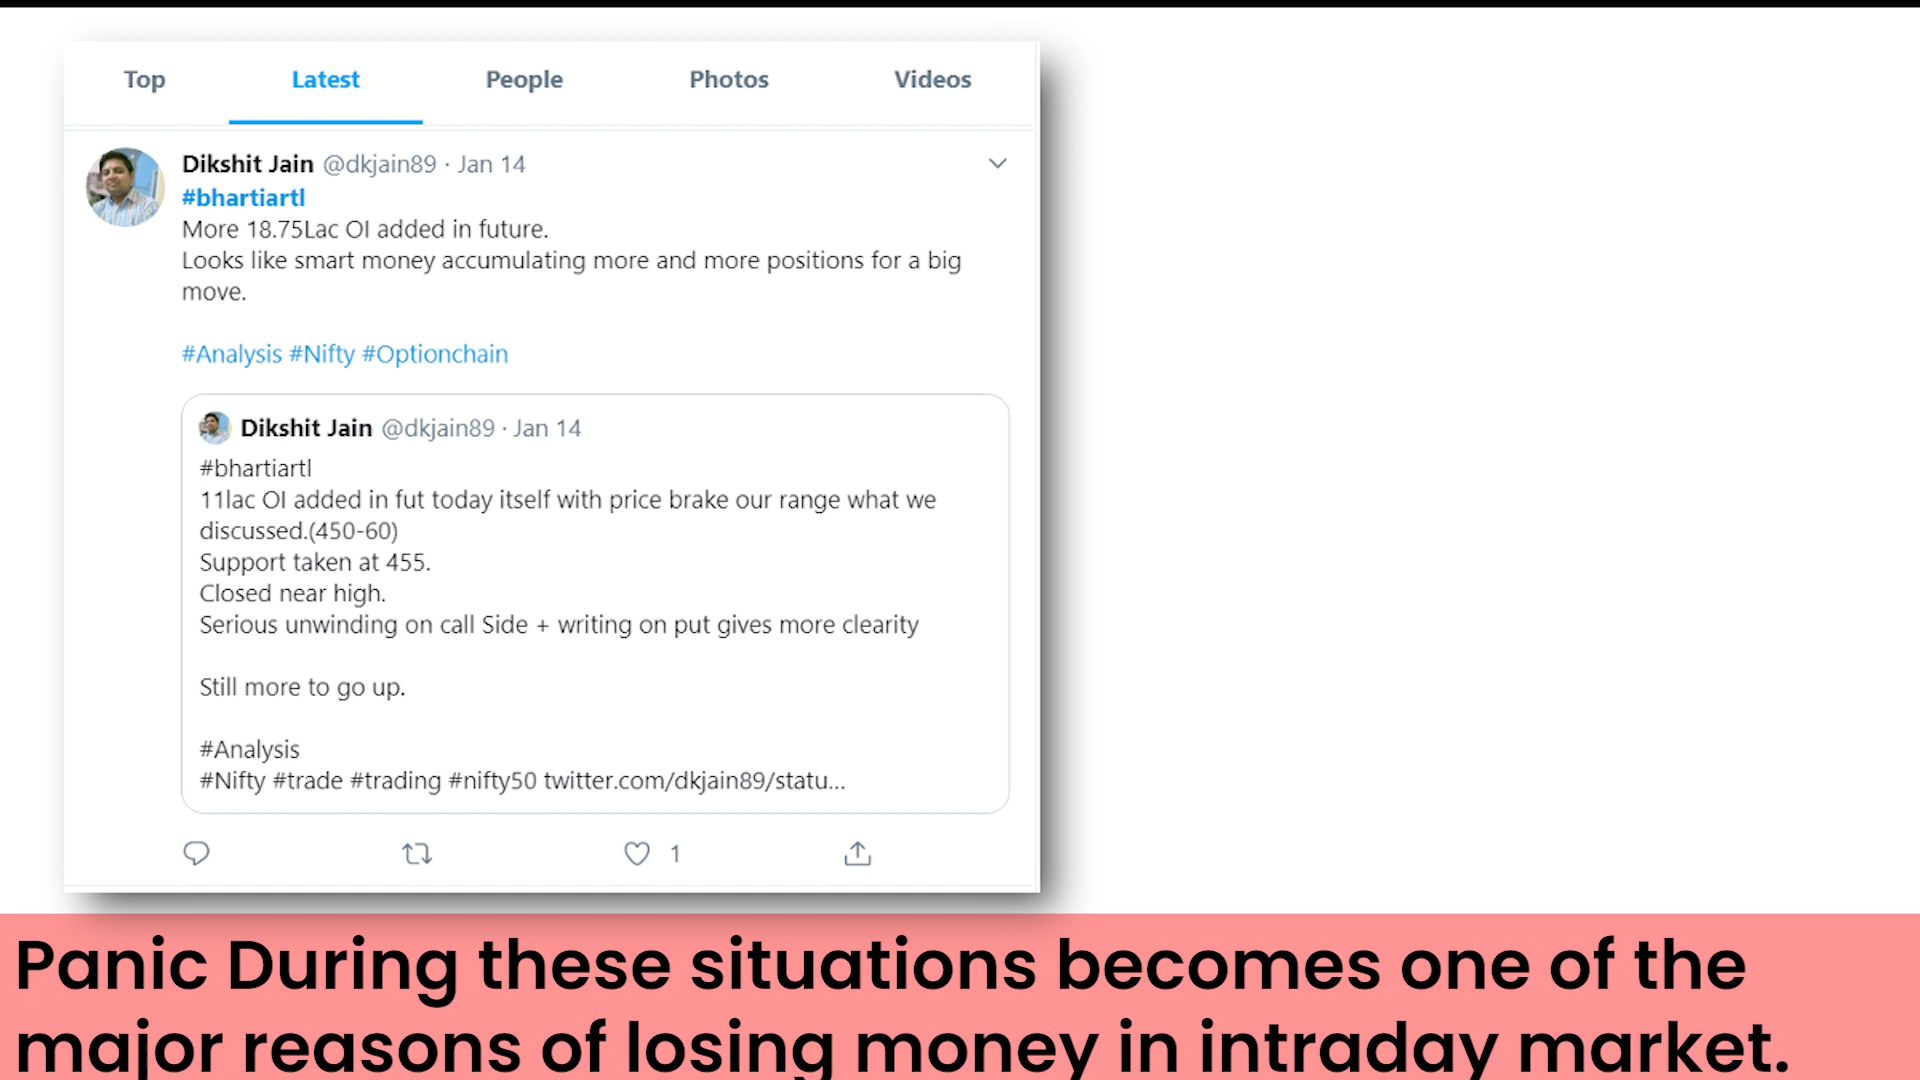 Top Latest People Photos Videos
Dikshit Jain @dkjain89 · Jan 14
#bhartiartl
More 18.75Lac OI added in future.
Looks like smart money accumulating more and more positions for a big
move.
#Analysis #Nifty #Optionchain
Dikshit Jain @dkjain89 · Jan 14
#bhartiartl
11lac OI added in fut today itself with price brake our range what we
discussed.(450-60)
Support taken at 455.
Closed near high.
Serious unwinding on call Side + writing on put gives more clearity
Still more to go up.
#Analysis
#Nifty #trade #trading #nifty50 twitter.com/dkjain89/statu...
1
Panic During these situations becomes one of the
major reasons of losing money in intraday market.